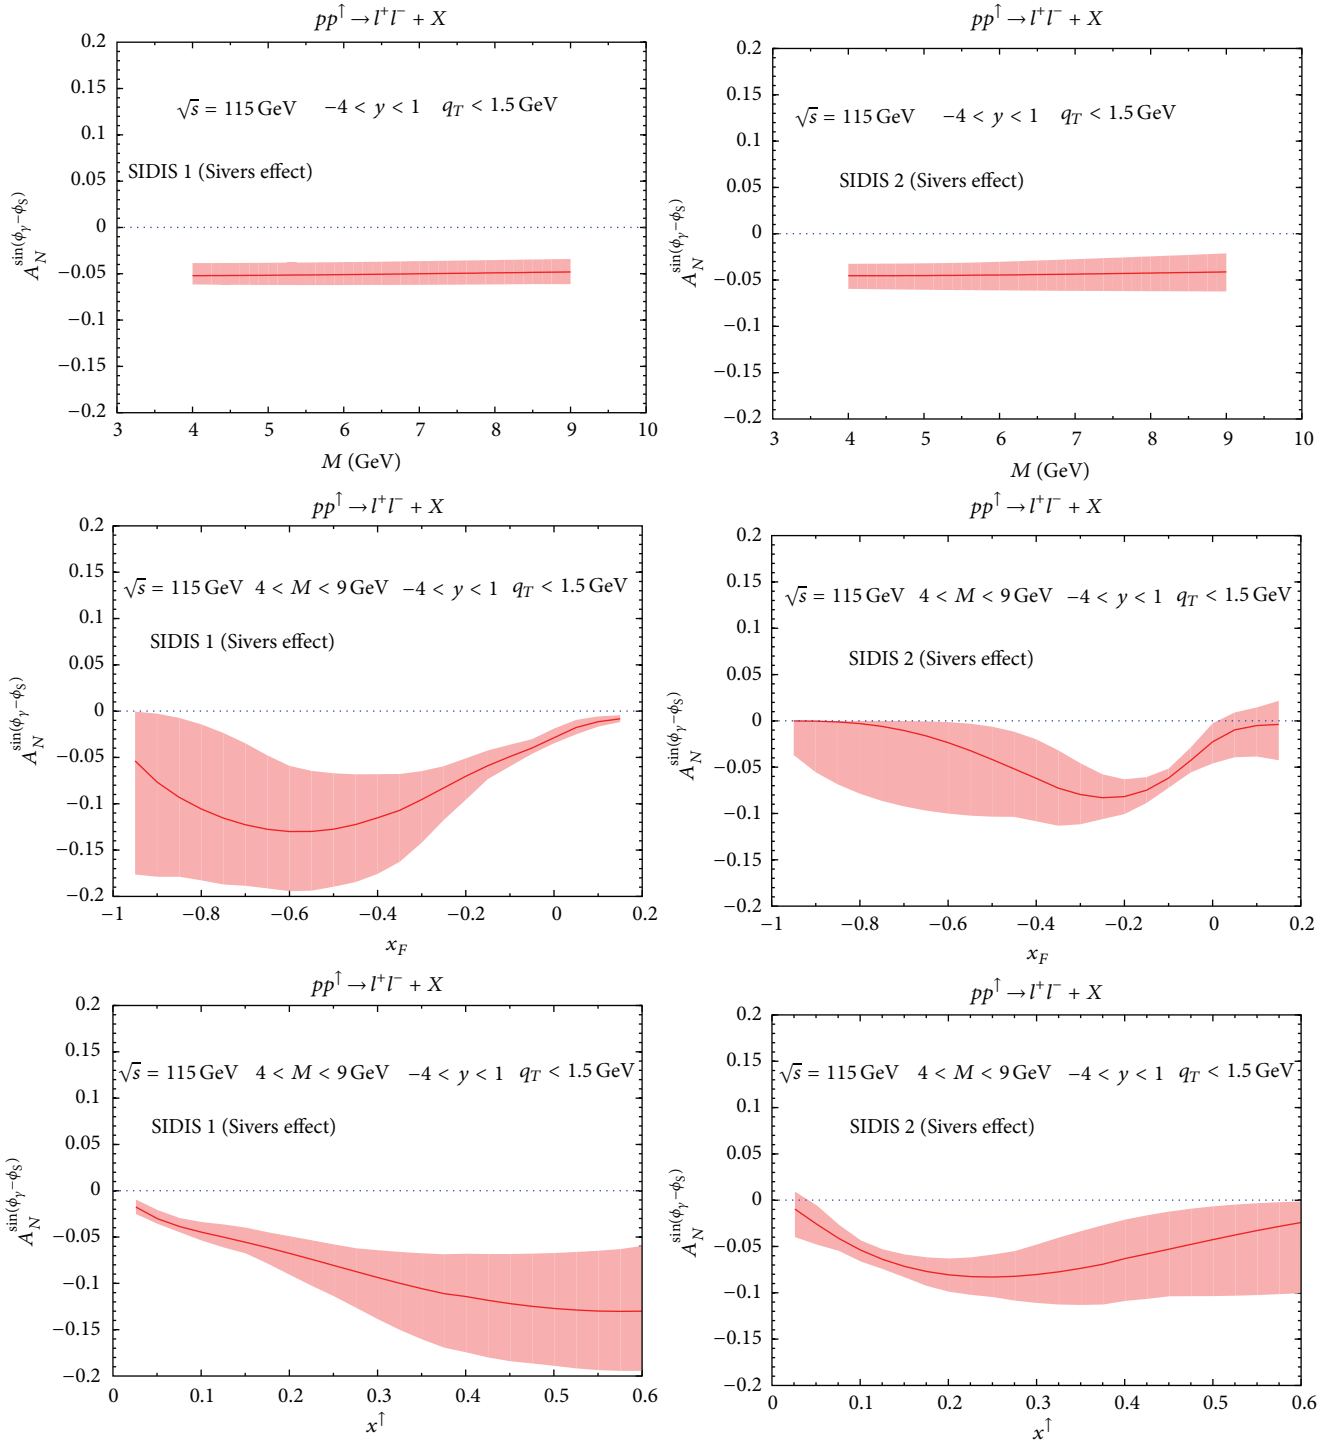 pp↑ → l⁺l⁻ + X
0.2
0.15
0.1
0.05
0
−0.05
−0.1
−0.15
−0.2
√s = 115 GeV −4 < y < 1 q_T < 1.5 GeV
SIDIS 1 (Sivers effect)
A_N^sin(ϕ_γ−ϕ_S)
3 4 5 6 7 8 9 10
M (GeV)
pp↑ → l⁺l⁻ + X
0.2
0.15
0.1
0.05
0
−0.05
−0.1
−0.15
−0.2
√s = 115 GeV −4 < y < 1 q_T < 1.5 GeV
SIDIS 2 (Sivers effect)
A_N^sin(ϕ_γ−ϕ_S)
3 4 5 6 7 8 9 10
M (GeV)
pp↑ → l⁺l⁻ + X
0.2
0.15
0.1
0.05
0
−0.05
−0.1
−0.15
−0.2
√s = 115 GeV 4 < M < 9 GeV −4 < y < 1 q_T < 1.5 GeV
SIDIS 1 (Sivers effect)
A_N^sin(ϕ_γ−ϕ_S)
−1 −0.8 −0.6 −0.4 −0.2 0 0.2
x_F
pp↑ → l⁺l⁻ + X
0.2
0.15
0.1
0.05
0
−0.05
−0.1
−0.15
−0.2
√s = 115 GeV 4 < M < 9 GeV −4 < y < 1 q_T < 1.5 GeV
SIDIS 2 (Sivers effect)
A_N^sin(ϕ_γ−ϕ_S)
−1 −0.8 −0.6 −0.4 −0.2 0 0.2
x_F
pp↑ → l⁺l⁻ + X
0.2
0.15
0.1
0.05
0
−0.05
−0.1
−0.15
−0.2
√s = 115 GeV 4 < M < 9 GeV −4 < y < 1 q_T < 1.5 GeV
SIDIS 1 (Sivers effect)
A_N^sin(ϕ_γ−ϕ_S)
0 0.1 0.2 0.3 0.4 0.5 0.6
x↑
pp↑ → l⁺l⁻ + X
0.2
0.15
0.1
0.05
0
−0.05
−0.1
−0.15
−0.2
√s = 115 GeV 4 < M < 9 GeV −4 < y < 1 q_T < 1.5 GeV
SIDIS 2 (Sivers effect)
A_N^sin(ϕ_γ−ϕ_S)
0 0.1 0.2 0.3 0.4 0.5 0.6
x↑